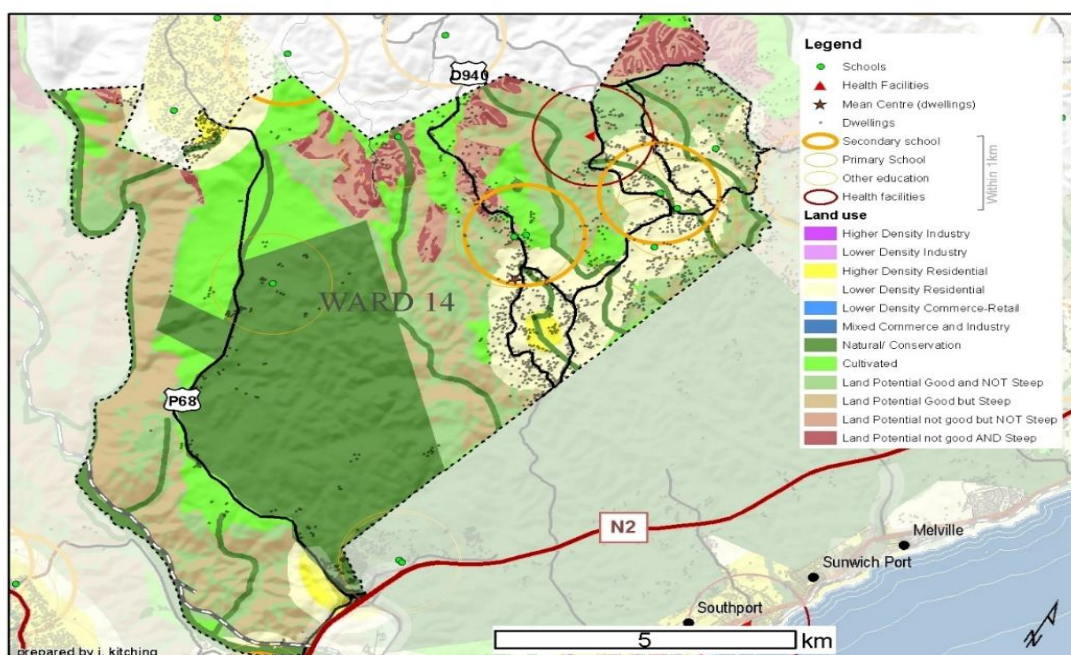 D940
WARD 14
P68
N2
Melville
Sunwich Port
Southport
5 km
prepared by j. kitching
Legend
Schools
Health Facilities
Mean Centre (dwellings)
Dwellings
Secondary school
Primary School
Other education
Health facilities
Within 1km
Land use
Higher Density Industry
Lower Density Industry
Higher Density Residential
Lower Density Residential
Lower Density Commerce-Retail
Mixed Commerce and Industry
Natural/ Conservation
Cultivated
Land Potential Good and NOT Steep
Land Potential Good but Steep
Land Potential not good but NOT Steep
Land Potential not good AND Steep